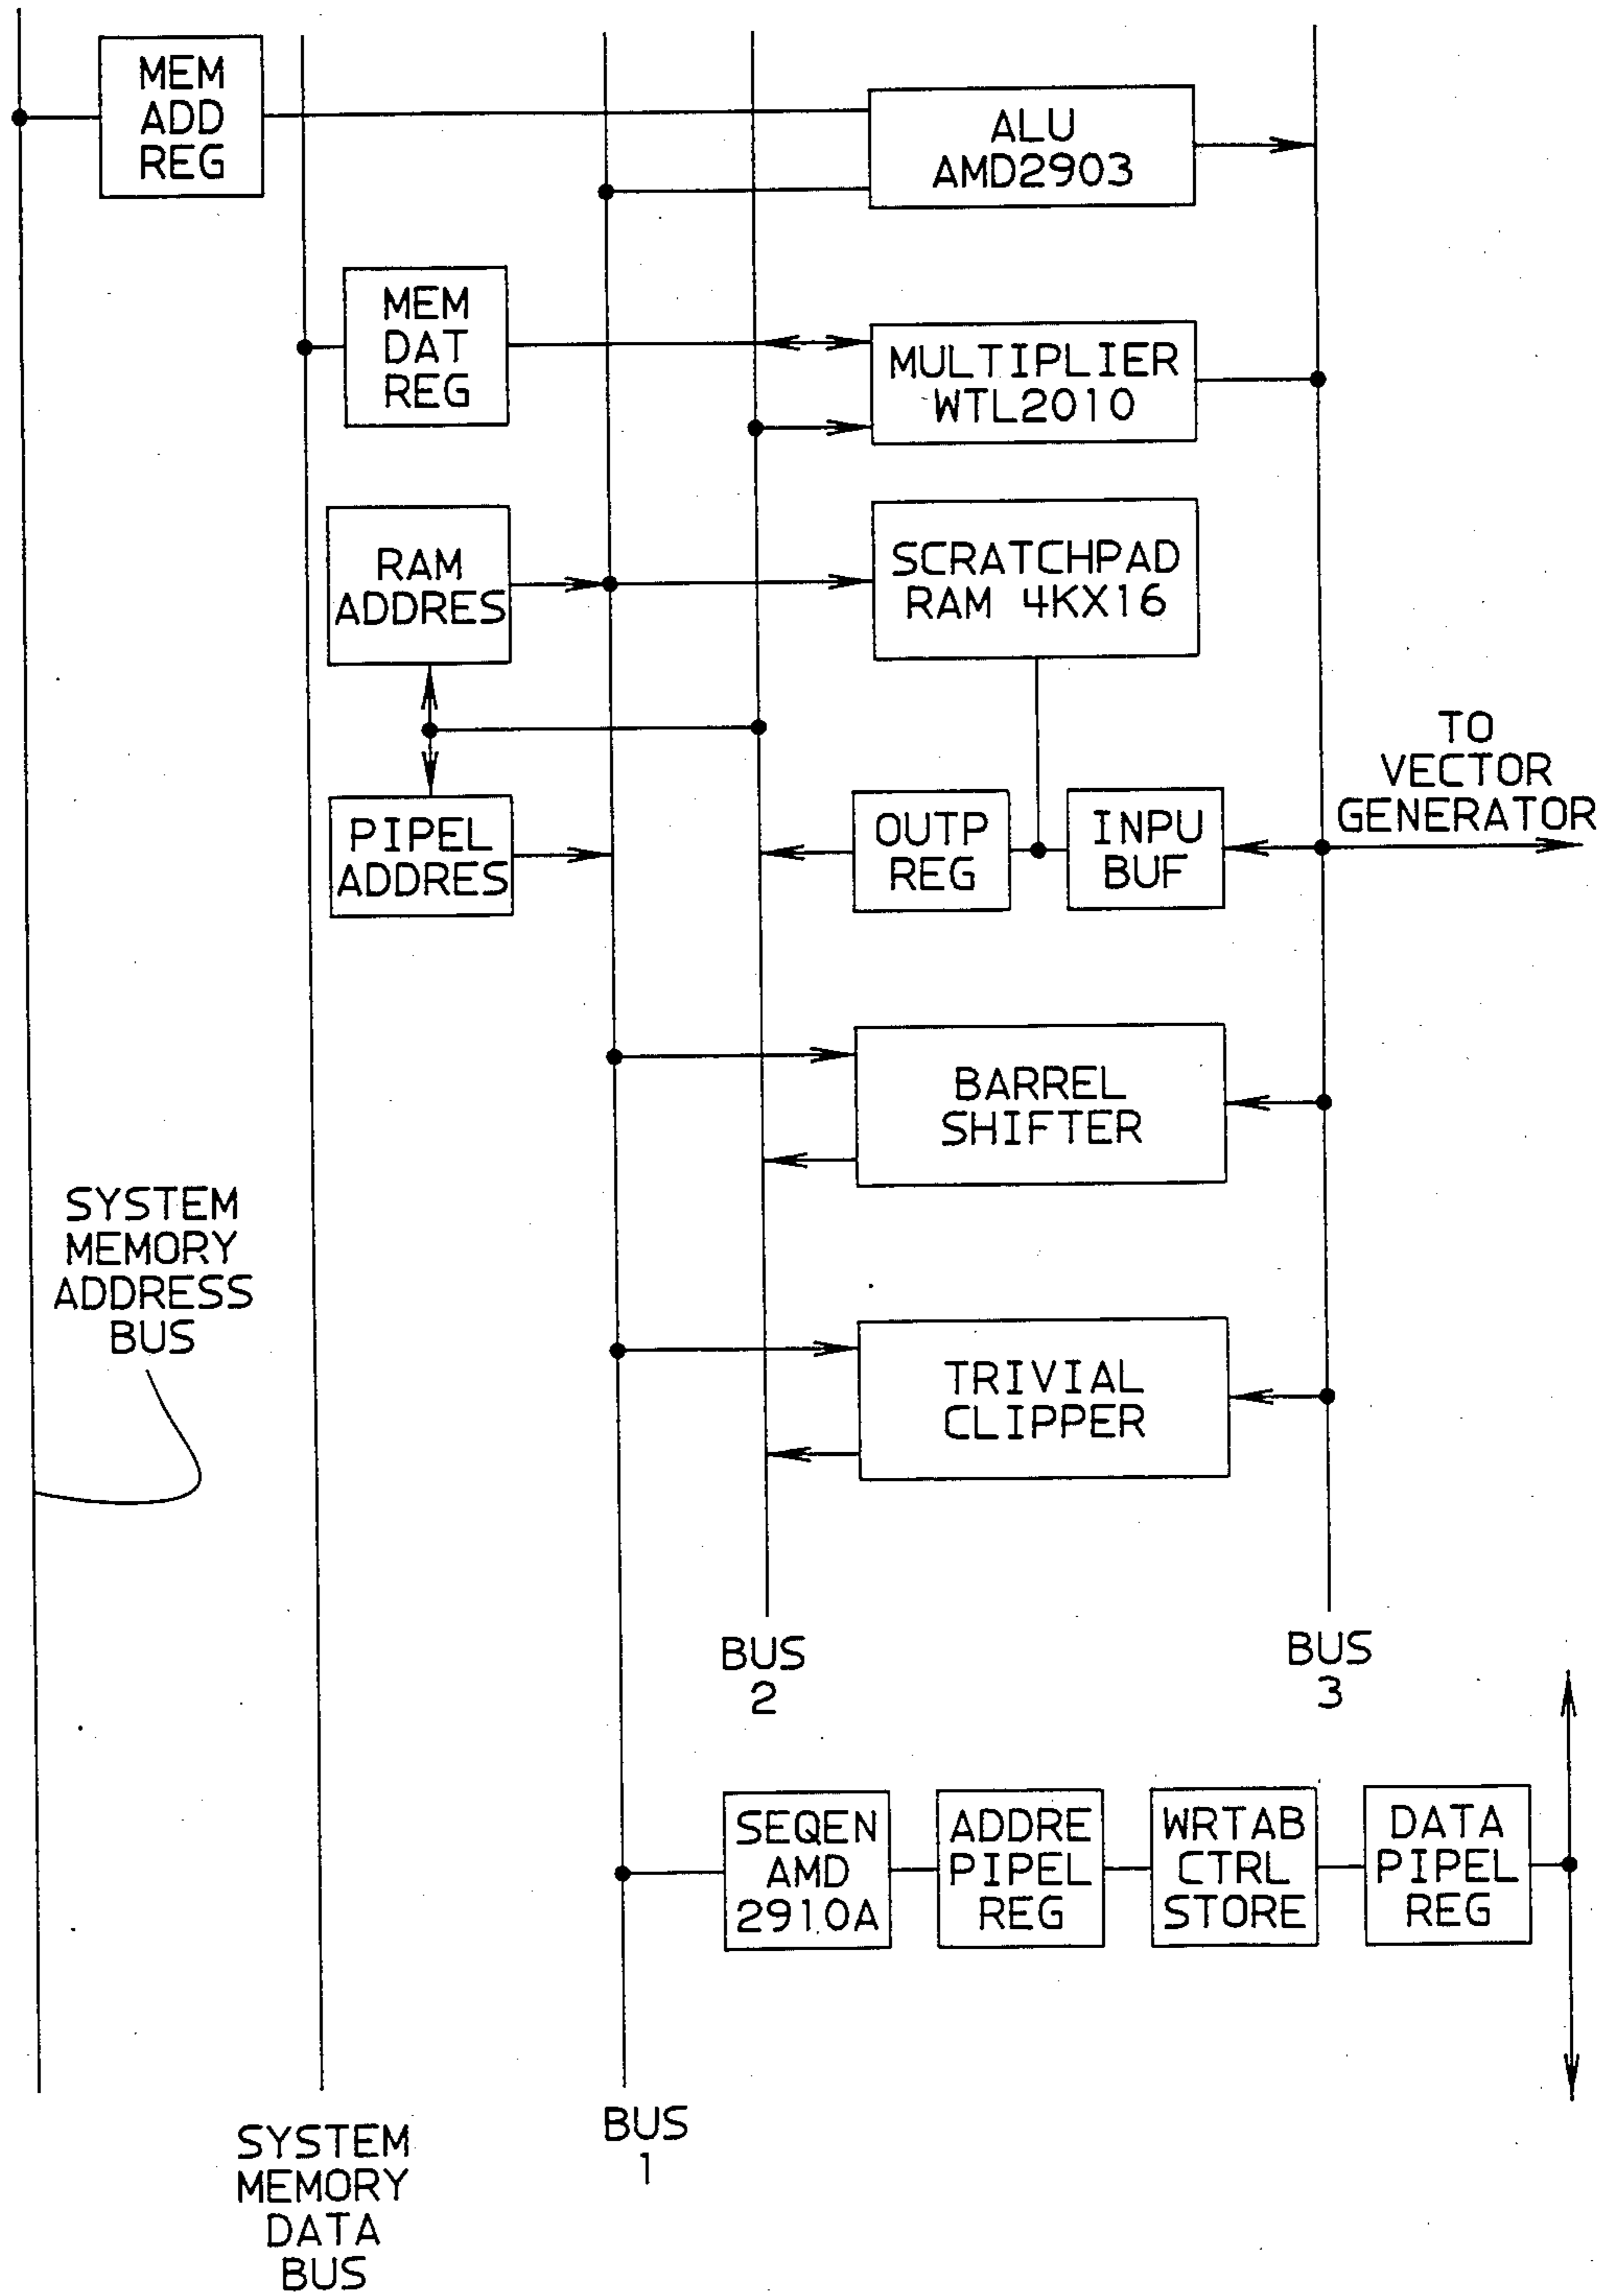 MEM
ADD
REG
ALU
AMD2903
MEM
DAT
REG
MULTIPLIER
WTL2010
RAM
ADDRES
SCRATCHPAD
RAM 4KX16
TO
VECTOR
GENERATOR
PIPEL
ADDRES
OUTP
REG
INPU
BUF
BARREL
SHIFTER
SYSTEM
MEMORY
ADDRESS
BUS
TRIVIAL
CLIPPER
BUS
2
BUS
3
SEQEN
AMD
2910A
ADDRE
PIPEL
REG
WRTAB
CTRL
STORE
DATA
PIPEL
REG
BUS
1
SYSTEM
MEMORY
DATA
BUS